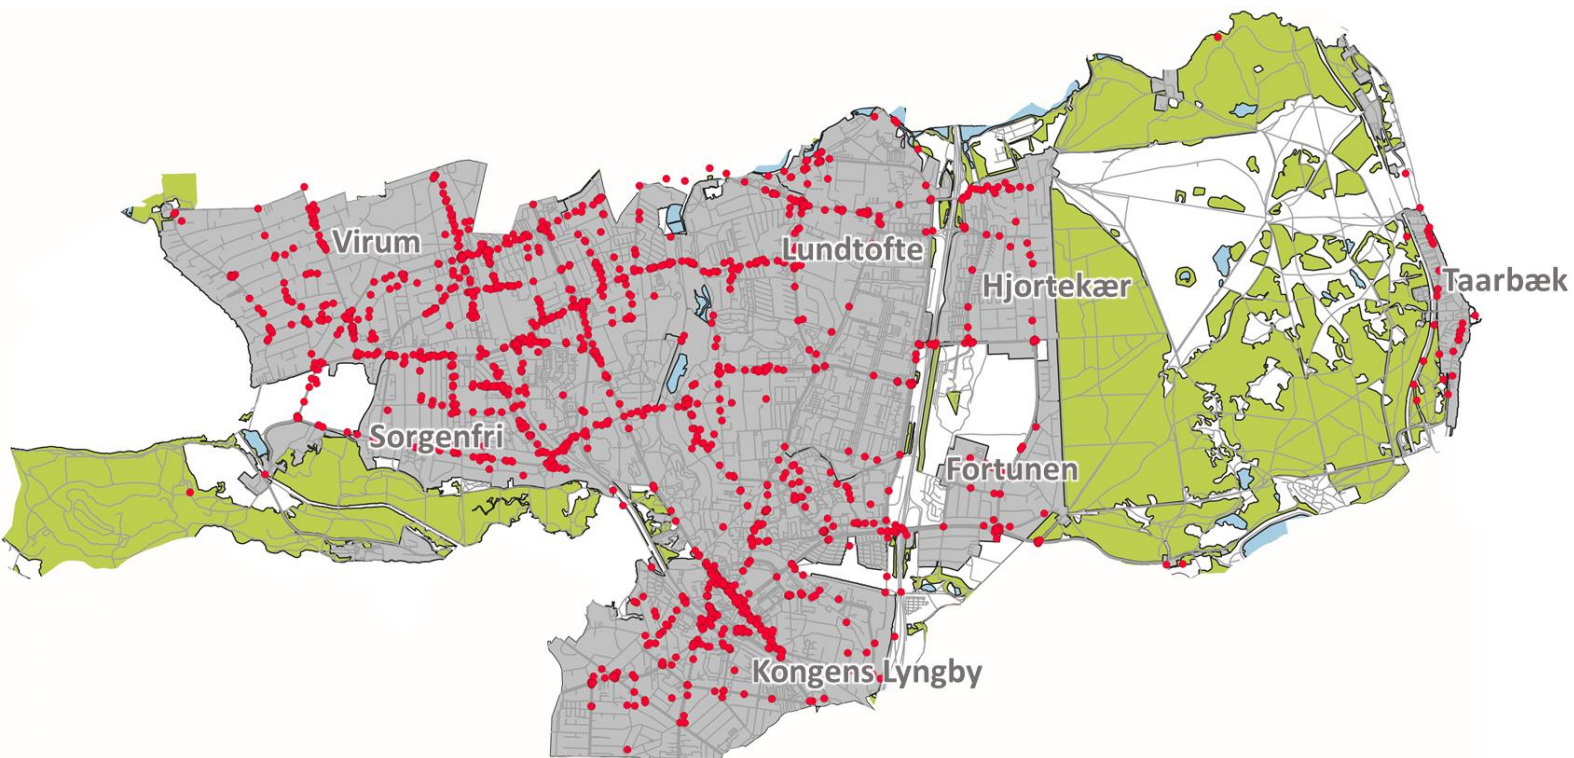 Virum
Lundtofte
Hjortekær
Taarbæk
Sorgenfri
Fortunen
Kongens Lyngby